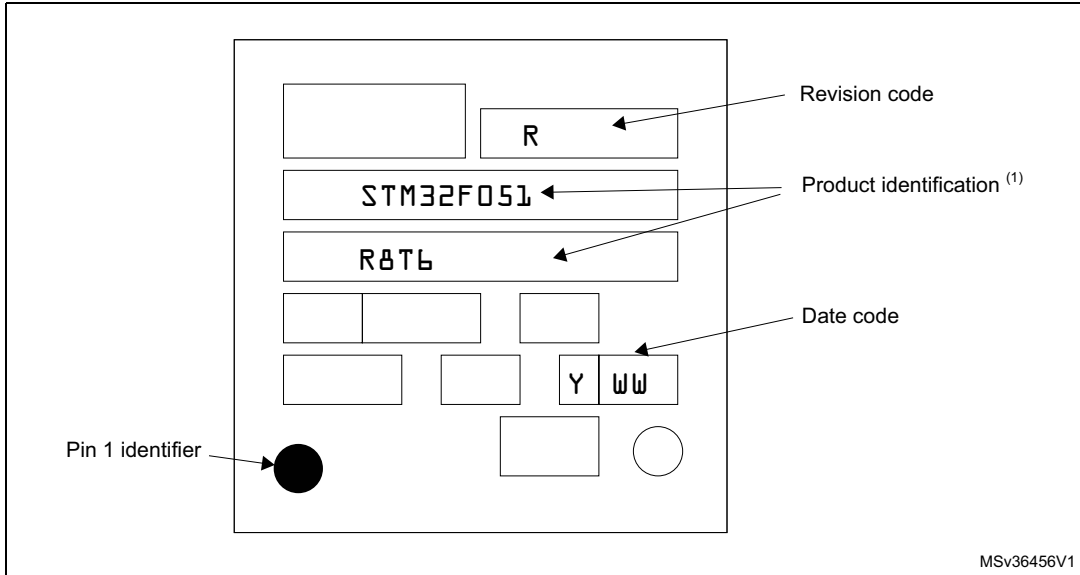 Revision code
R
STM32F051
Product identification (1)
R8T6
Date code
Y WW
Pin 1 identifier
MSv36456V1